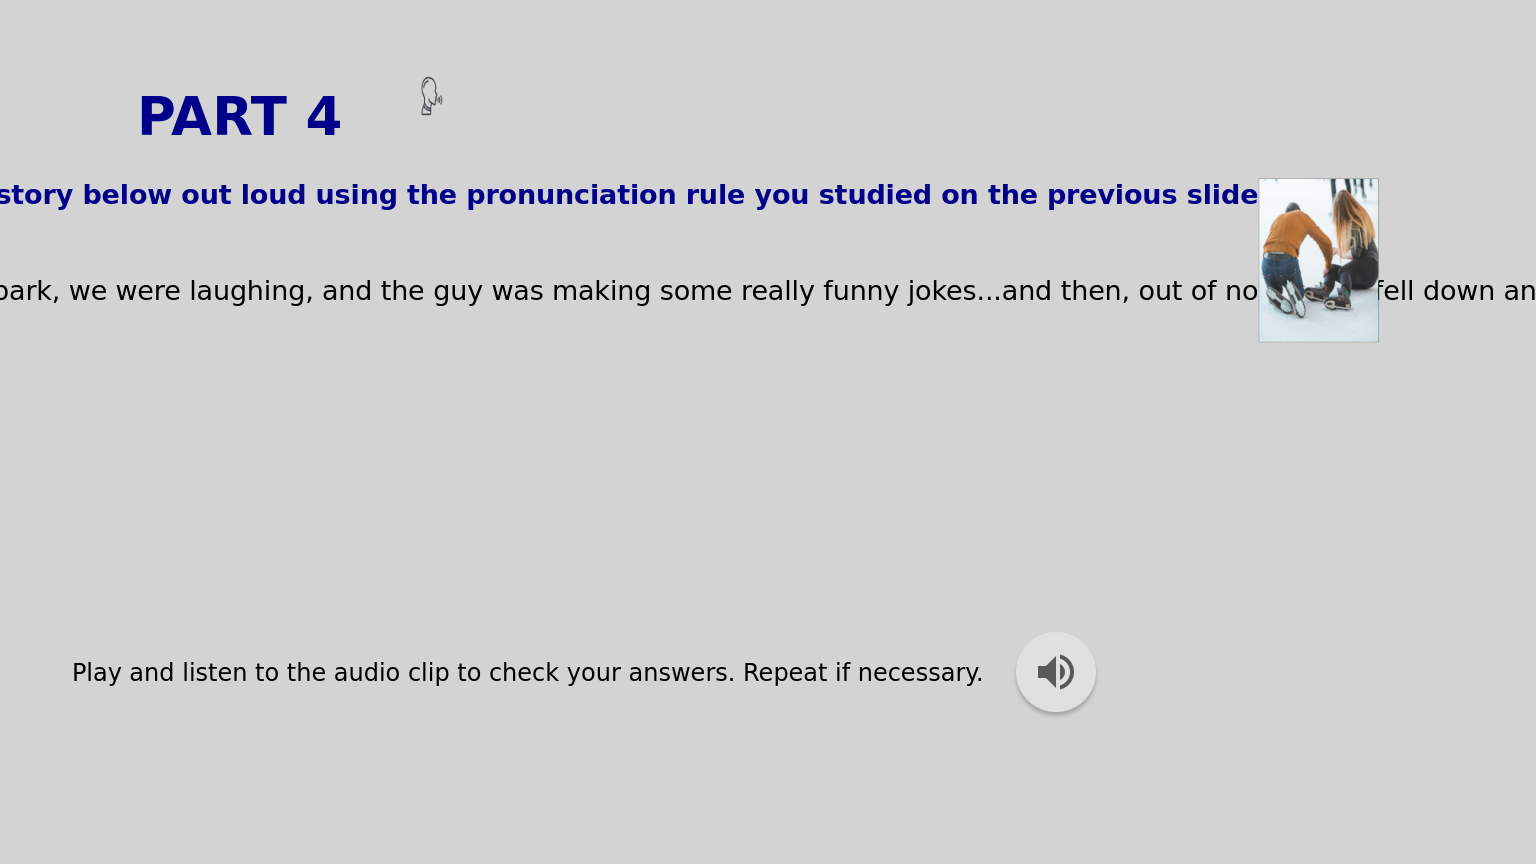 PART 4
story below out loud using the pronunciation rule you studied on the previous slide
park, we were laughing, and the guy was making some really funny jokes...and then, out of no fell down an
Play and listen to the audio clip to check your answers. Repeat if necessary.